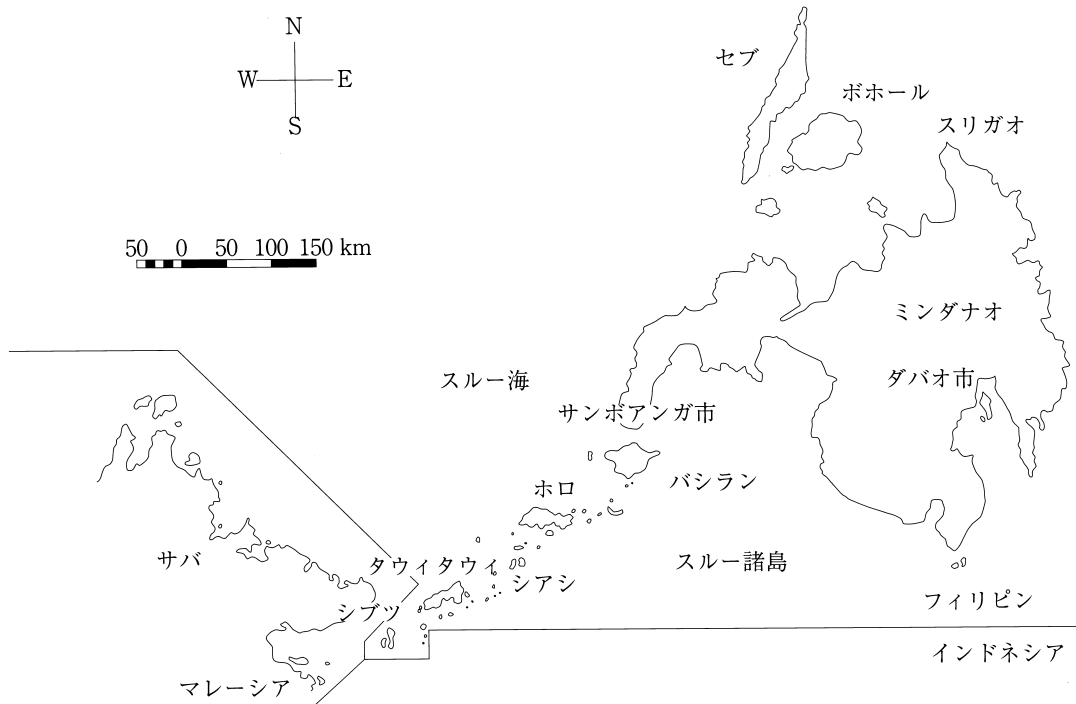 N
W E
S
セブ
ボホール
スリガオ
50 0 50 100 150 km
ミンダナオ
スルー海
ダバオ市
サンボアンガ市
バシラン
ホロ
サバ
タウィタウィ
シアシ
スルー諸島
シブツ
フィリピン
インドネシア
マレーシア